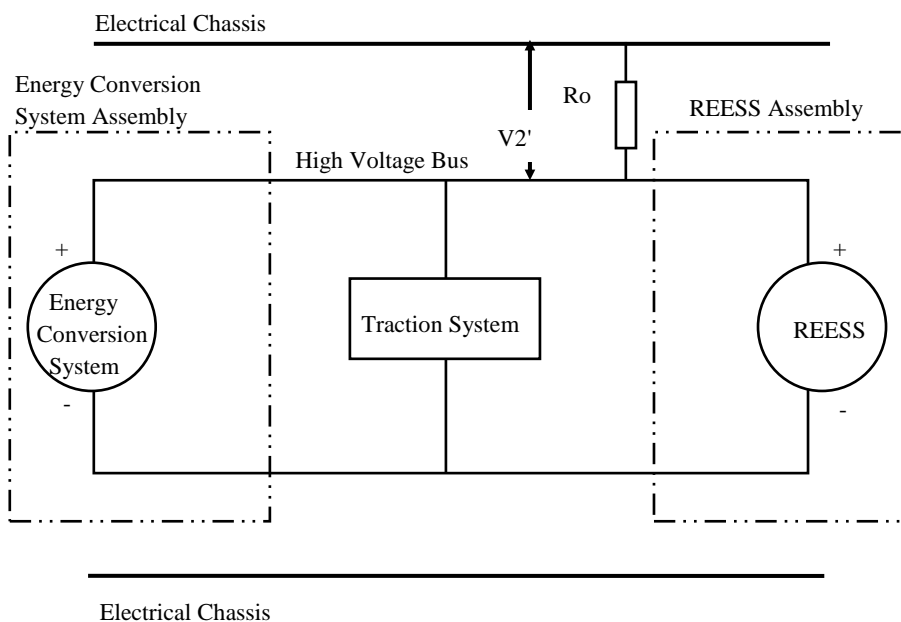 Electrical Chassis
Energy Conversion
System Assembly
Ro
REESS Assembly
V2'
High Voltage Bus
+
+
Energy
Conversion
System
Traction System
REESS
-
-
Electrical Chassis